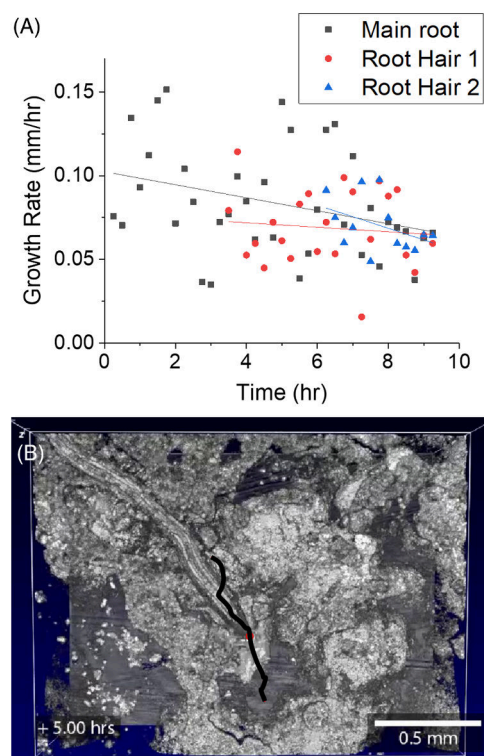 (A)
Main root
Root Hair 1
Root Hair 2
Growth Rate (mm/hr)
0.15
0.10
0.05
0.00
0 2 4 6 8 10
Time (hr)
(B)
z
+ 5.00 hrs
0.5 mm